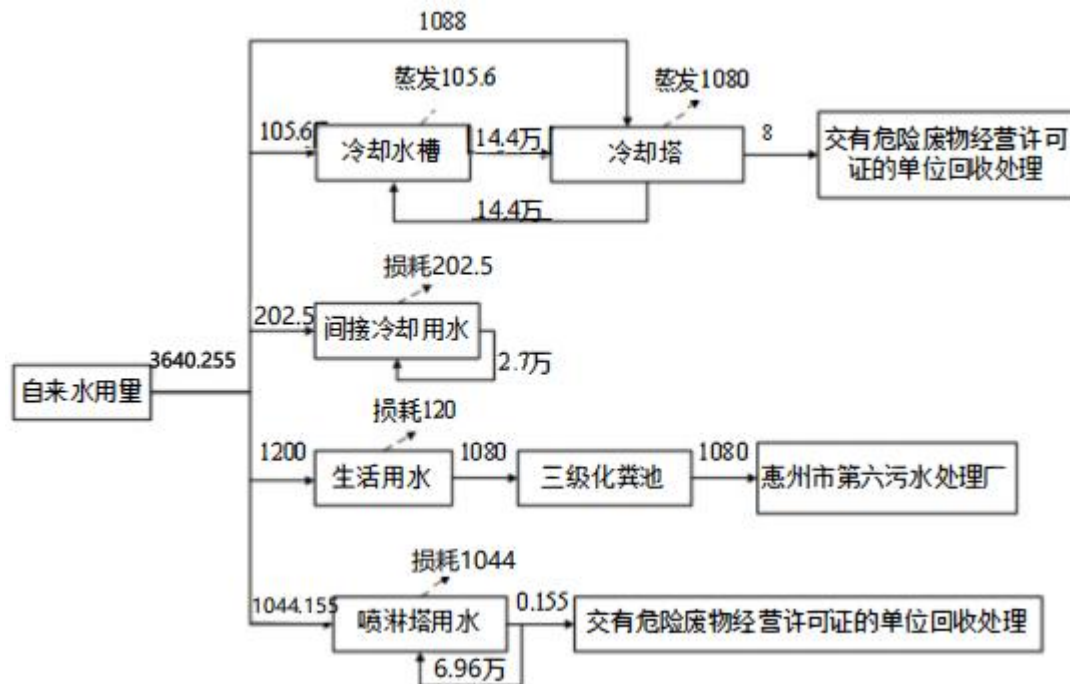 1088
蒸发105.6
蒸发1080
105.6
冷却水槽
14.4万
冷却塔
8
交有危险废物经营许可
证的单位回收处理
14.4万
损耗202.5
202.5
间接冷却用水
2.7万
3640.255
自来水用量
损耗120
1200
生活用水
1080
三级化粪池
1080
惠州市第六污水处理厂
损耗1044
1044.155
喷淋塔用水
0.155
交有危险废物经营许可证的单位回收处理
6.96万